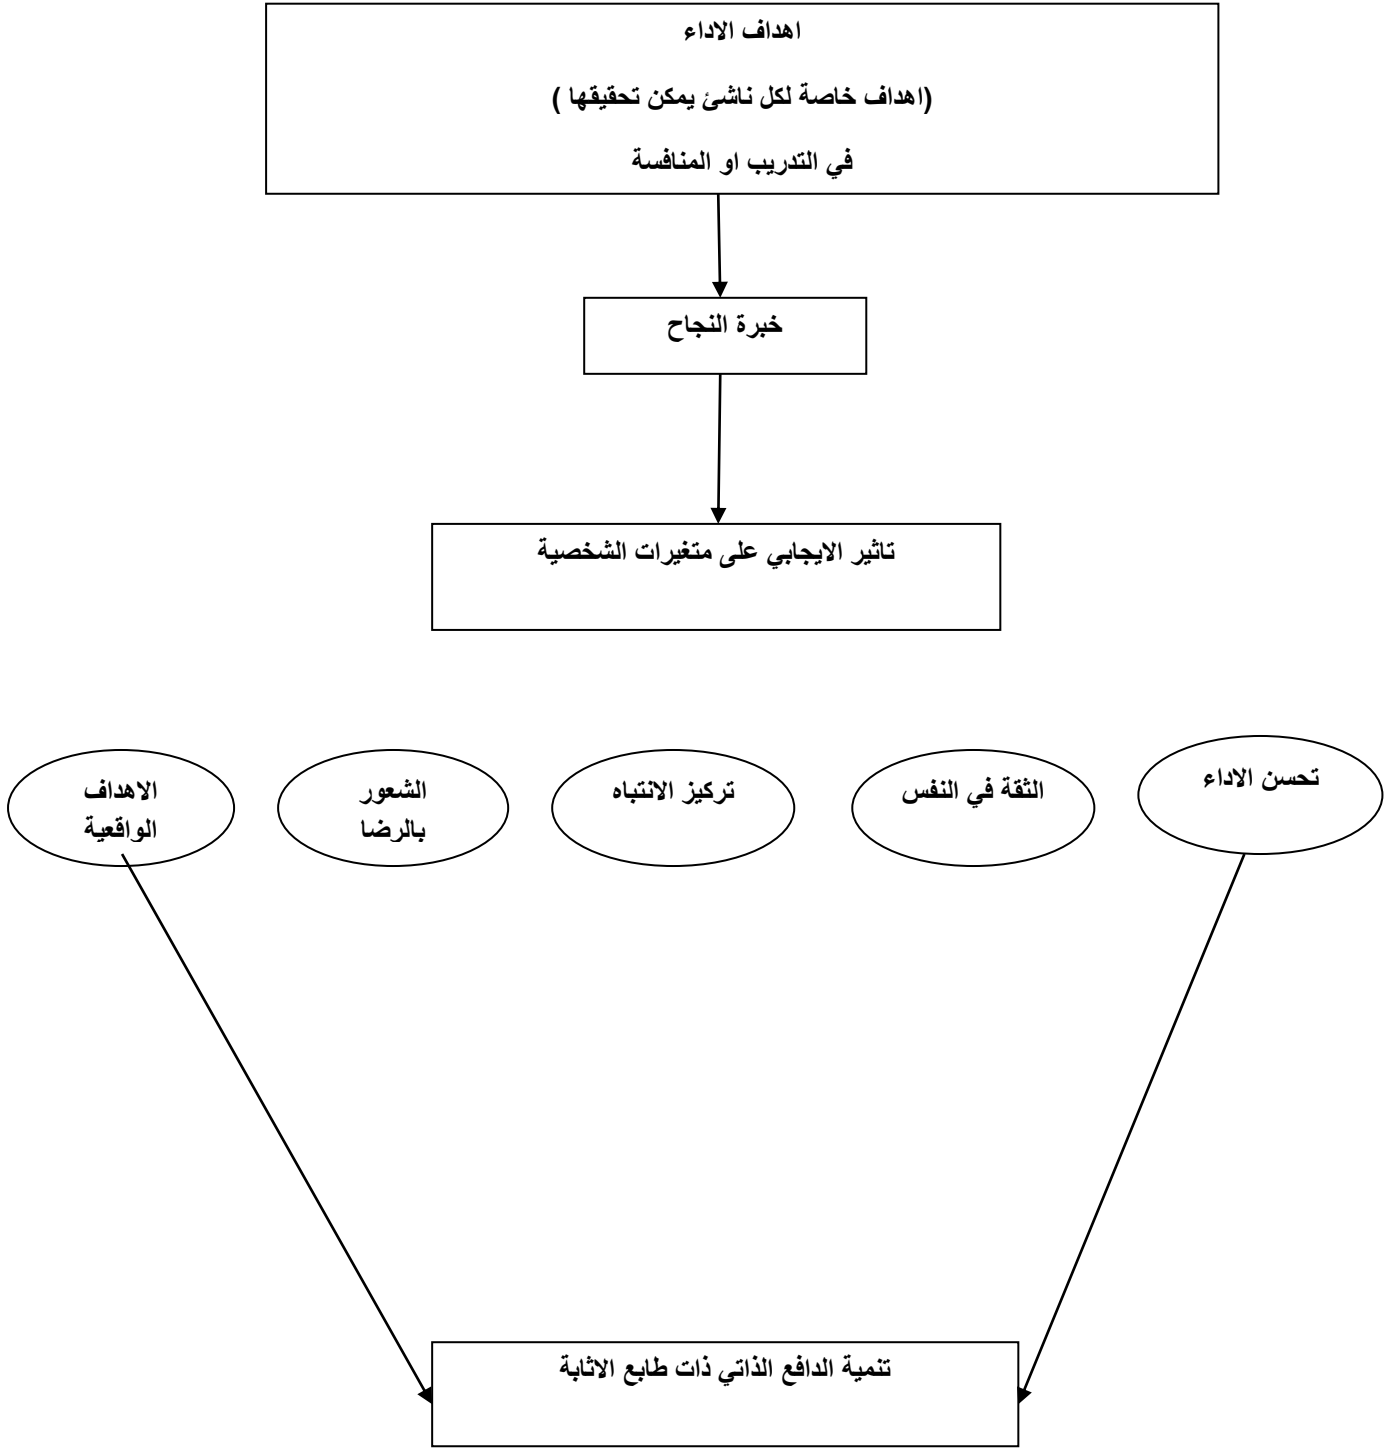 اهداف الاداء
(اهداف خاصة لكل ناشئ يمكن تحقيقها )
في التدريب او المنافسة
خبرة النجاح
تاثير الايجابي على متغيرات الشخصية
تحسن الاداء
الثقة في النفس
تركيز الانتباه
الشعور
بالرضا
الاهداف
الواقعية
تنمية الدافع الذاتي ذات طابع الاثابة